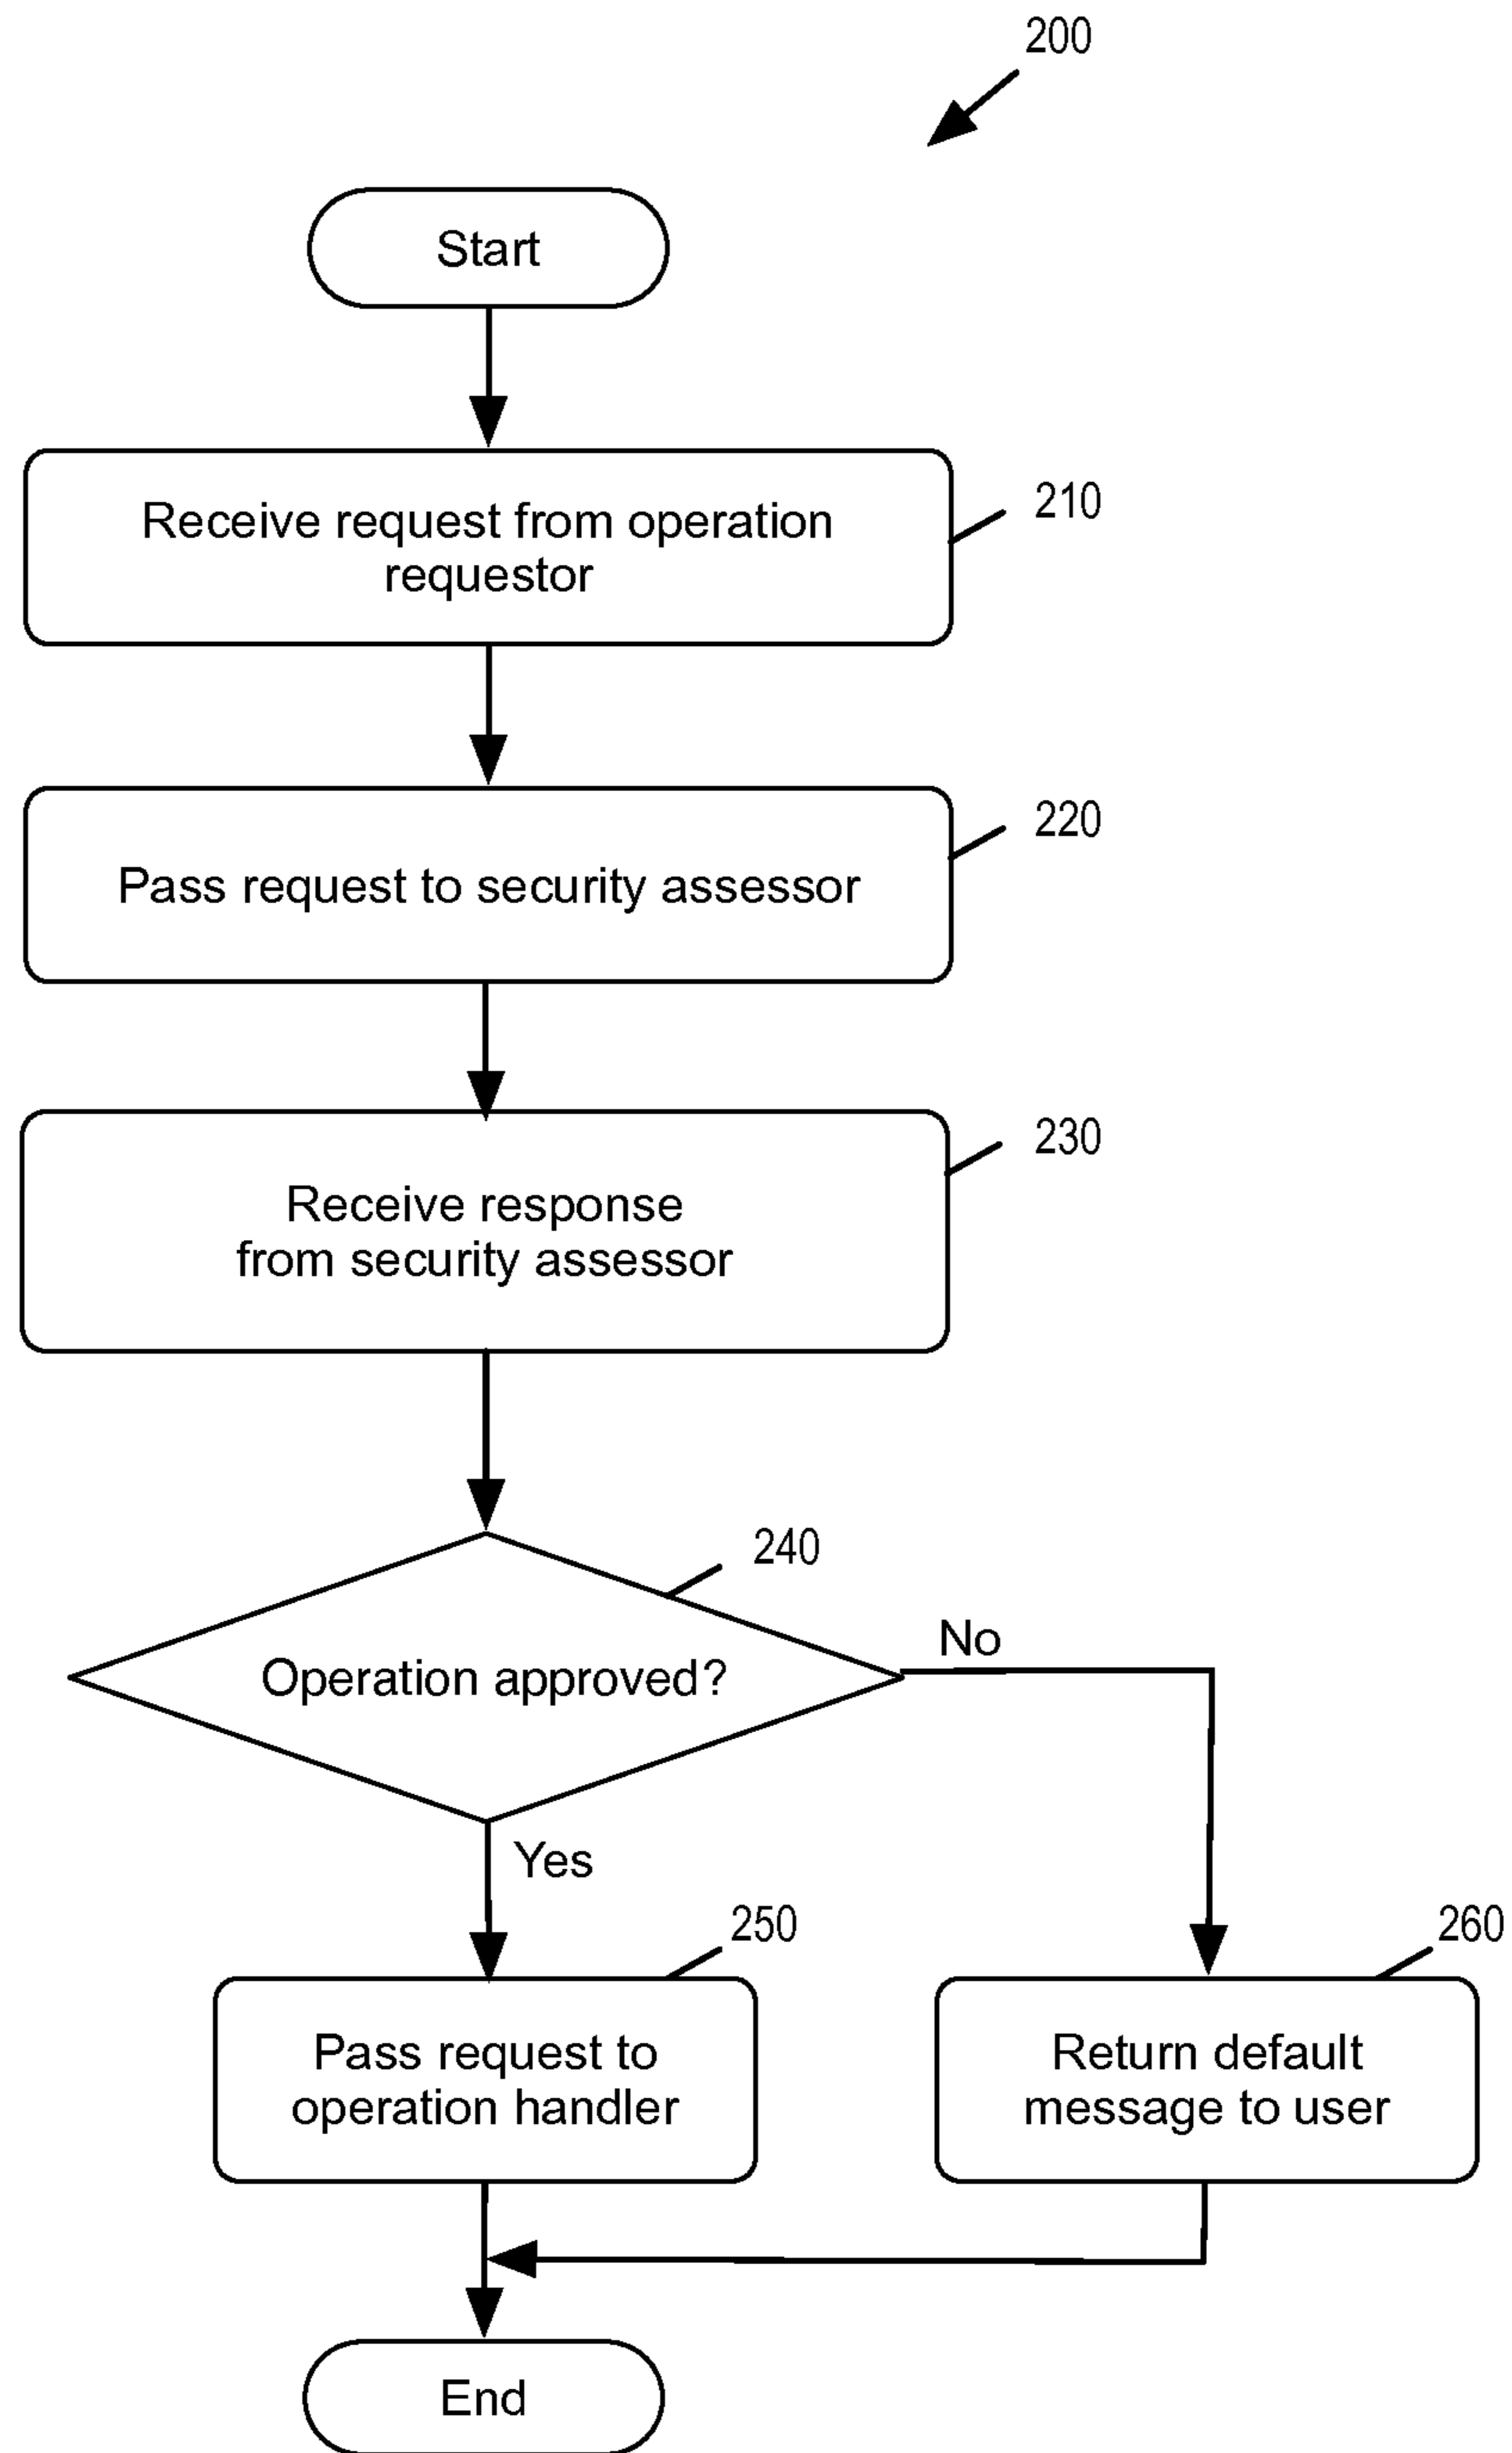 200
Start
Receive request from operation
requestor
210
220
Pass request to security assessor
230
Receive response
from security assessor
240
No
Operation approved?
Yes
250
260
Pass request to
operation handler
Return default
message to user
End